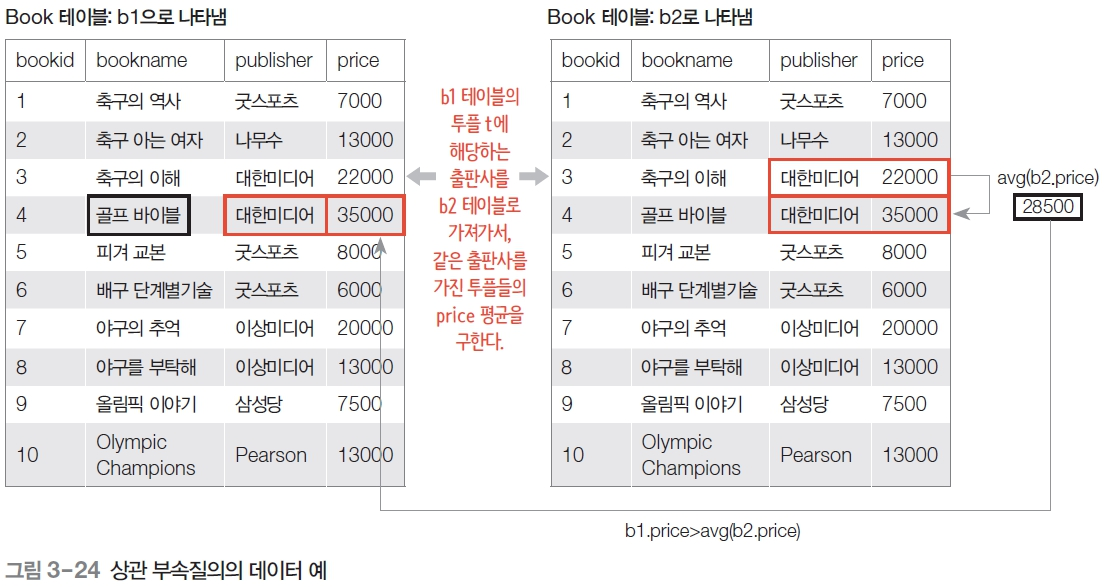 Book 테이블: b1으로 나타냄
bookid bookname publisher price
1 축구의 역사 굿스포츠 7000
2 축구 아는 여자 나무수 13000
3 축구의 이해 대한미디어 22000
4 골프 바이블 대한미디어 35000
5 피겨 교본 굿스포츠 8000
6 배구 단계별기술 굿스포츠 6000
7 야구의 추억 이상미디어 20000
8 야구를 부탁해 이상미디어 13000
9 올림픽 이야기 삼성당 7500
10 Olympic Champions Pearson 13000
b1 테이블의
투플 t에
해당하는
출판사를
b2 테이블로
가져가서,
같은 출판사를
가진 투플들의
price 평균을
구한다.
Book 테이블: b2로 나타냄
bookid bookname publisher price
1 축구의 역사 굿스포츠 7000
2 축구 아는 여자 나무수 13000
3 축구의 이해 대한미디어 22000
4 골프 바이블 대한미디어 35000
5 피겨 교본 굿스포츠 8000
6 배구 단계별기술 굿스포츠 6000
7 야구의 추억 이상미디어 20000
8 야구를 부탁해 이상미디어 13000
9 올림픽 이야기 삼성당 7500
10 Olympic Champions Pearson 13000
avg(b2.price)
28500
b1.price>avg(b2.price)
그림 3-24 상관 부속질의의 데이터 예